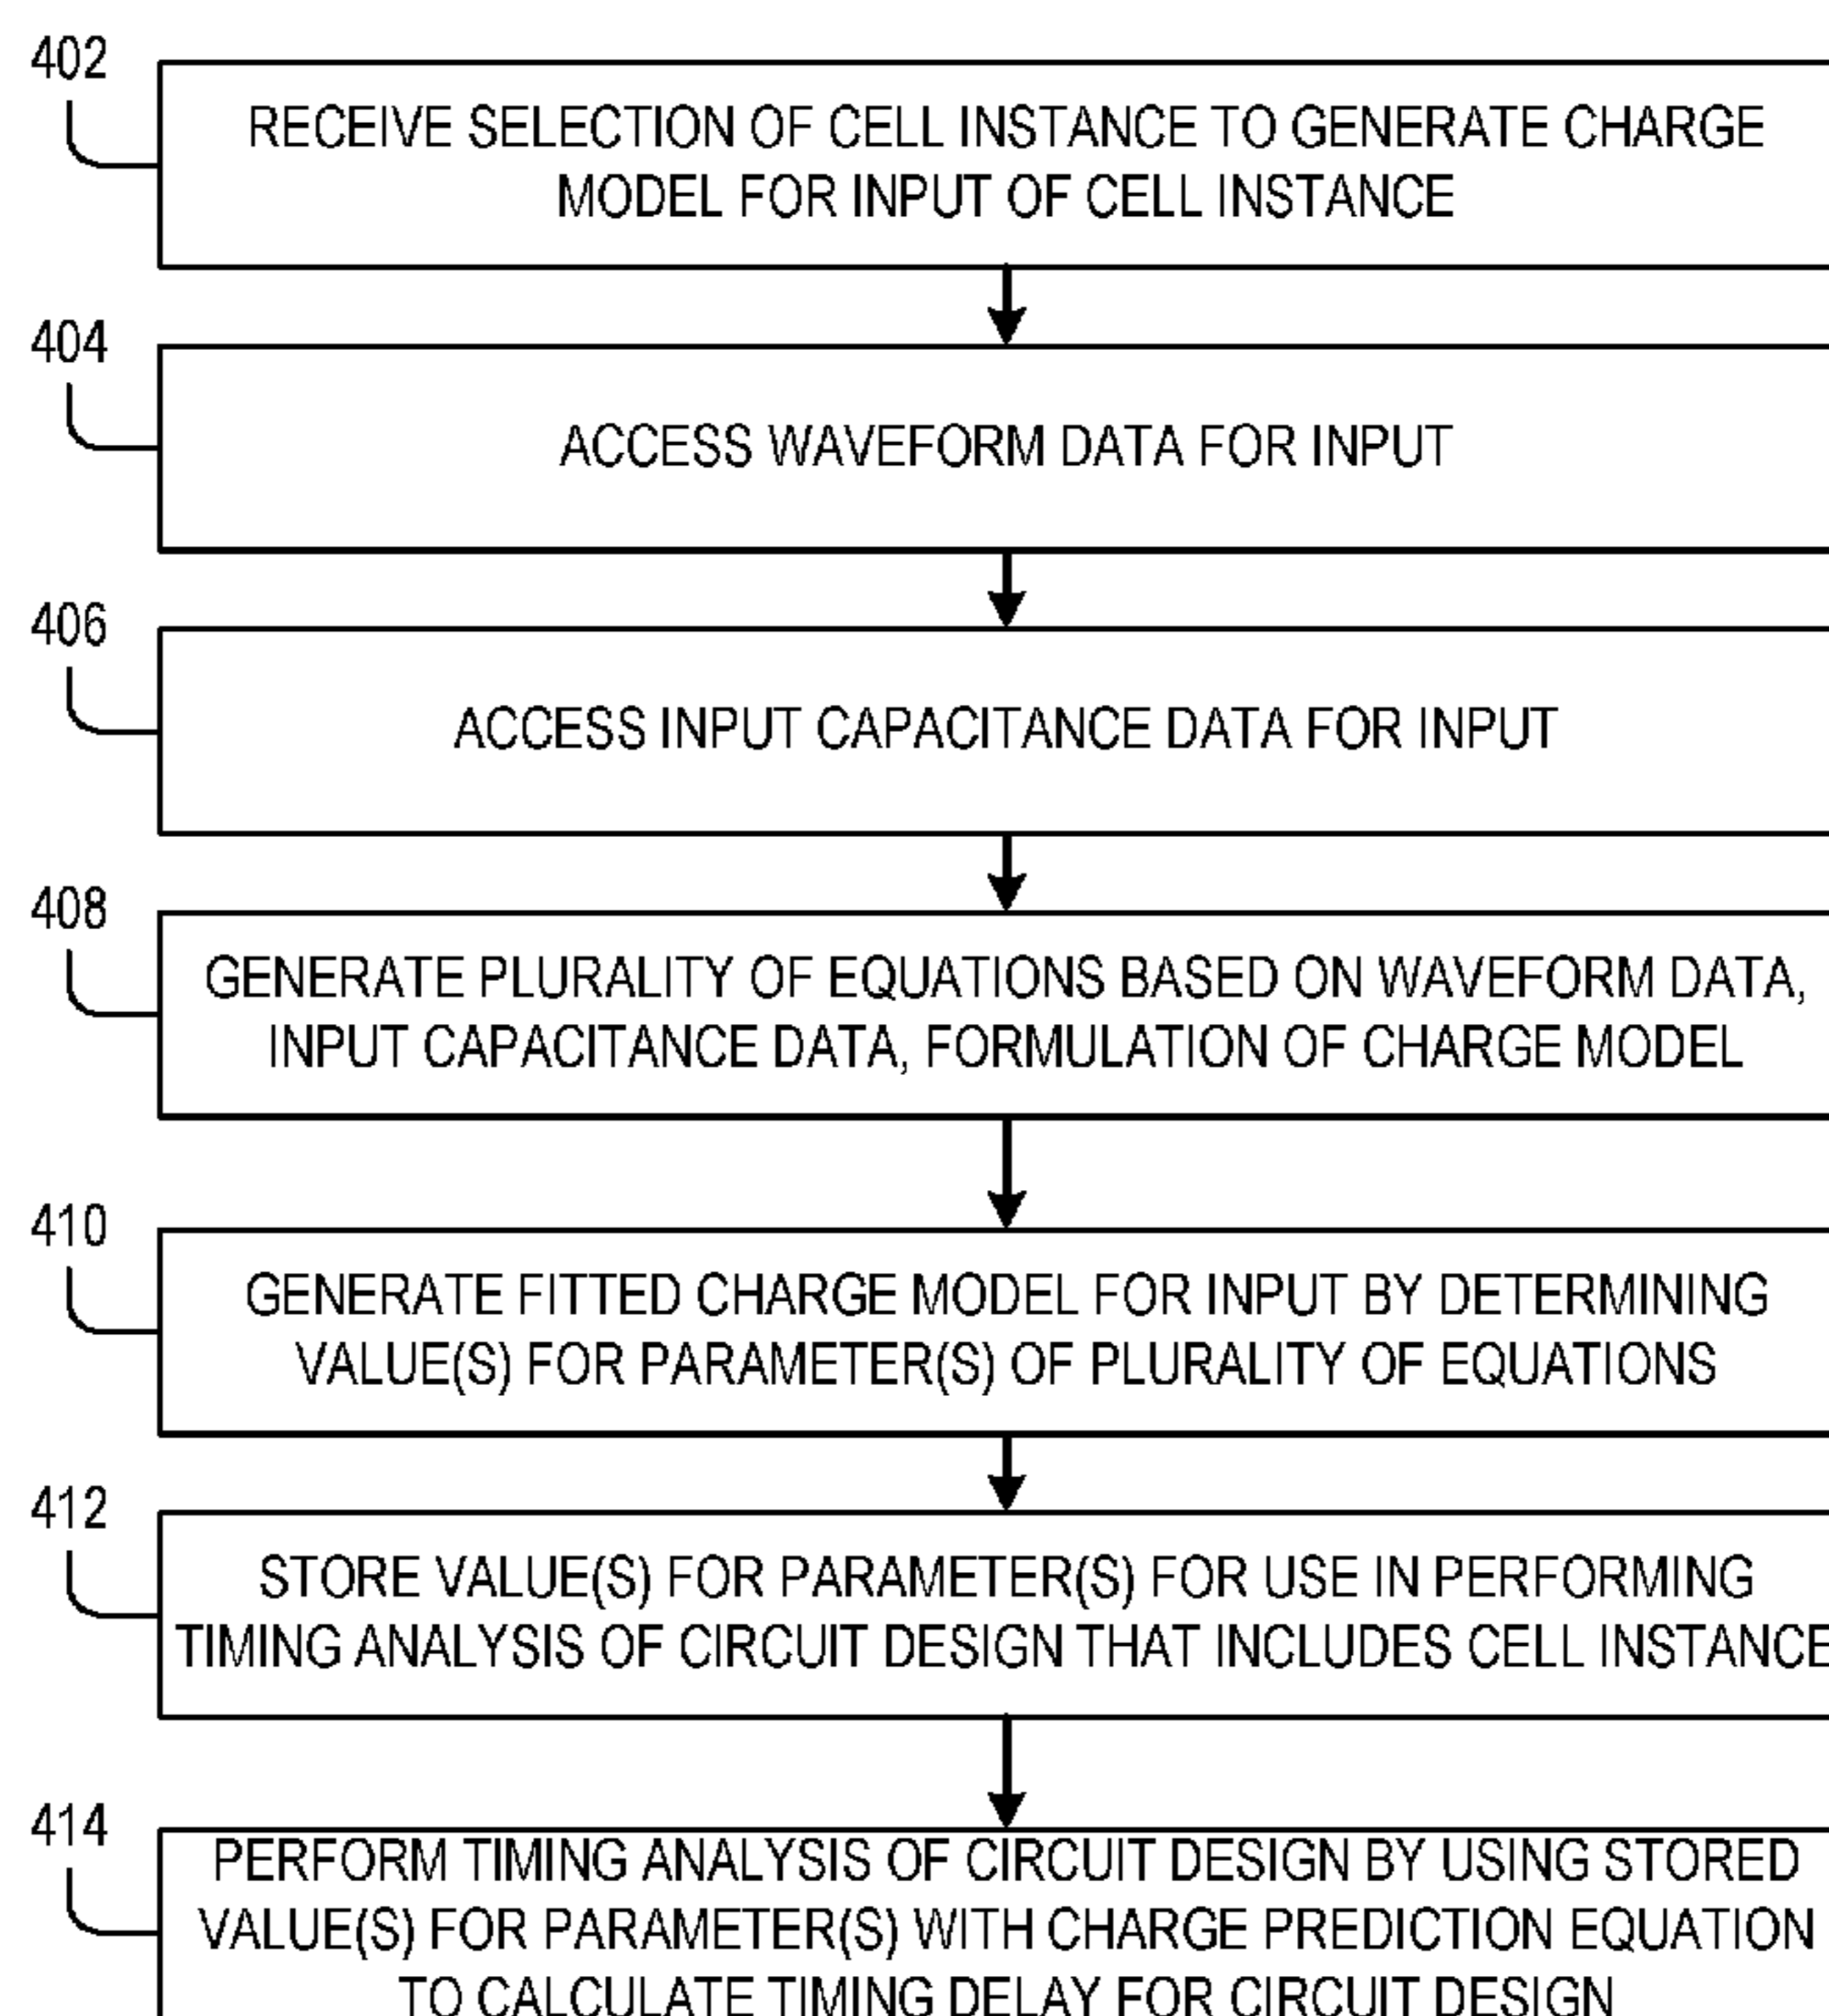 402
RECEIVE SELECTION OF CELL INSTANCE TO GENERATE CHARGE
MODEL FOR INPUT OF CELL INSTANCE
404
ACCESS WAVEFORM DATA FOR INPUT
406
ACCESS INPUT CAPACITANCE DATA FOR INPUT
408
GENERATE PLURALITY OF EQUATIONS BASED ON WAVEFORM DATA,
INPUT CAPACITANCE DATA, FORMULATION OF CHARGE MODEL
410
GENERATE FITTED CHARGE MODEL FOR INPUT BY DETERMINING
VALUE(S) FOR PARAMETER(S) OF PLURALITY OF EQUATIONS
412
STORE VALUE(S) FOR PARAMETER(S) FOR USE IN PERFORMING
TIMING ANALYSIS OF CIRCUIT DESIGN THAT INCLUDES CELL INSTANCE
414
PERFORM TIMING ANALYSIS OF CIRCUIT DESIGN BY USING STORED
VALUE(S) FOR PARAMETER(S) WITH CHARGE PREDICTION EQUATION
TO CALCULATE TIMING DELAY FOR CIRCUIT DESIGN